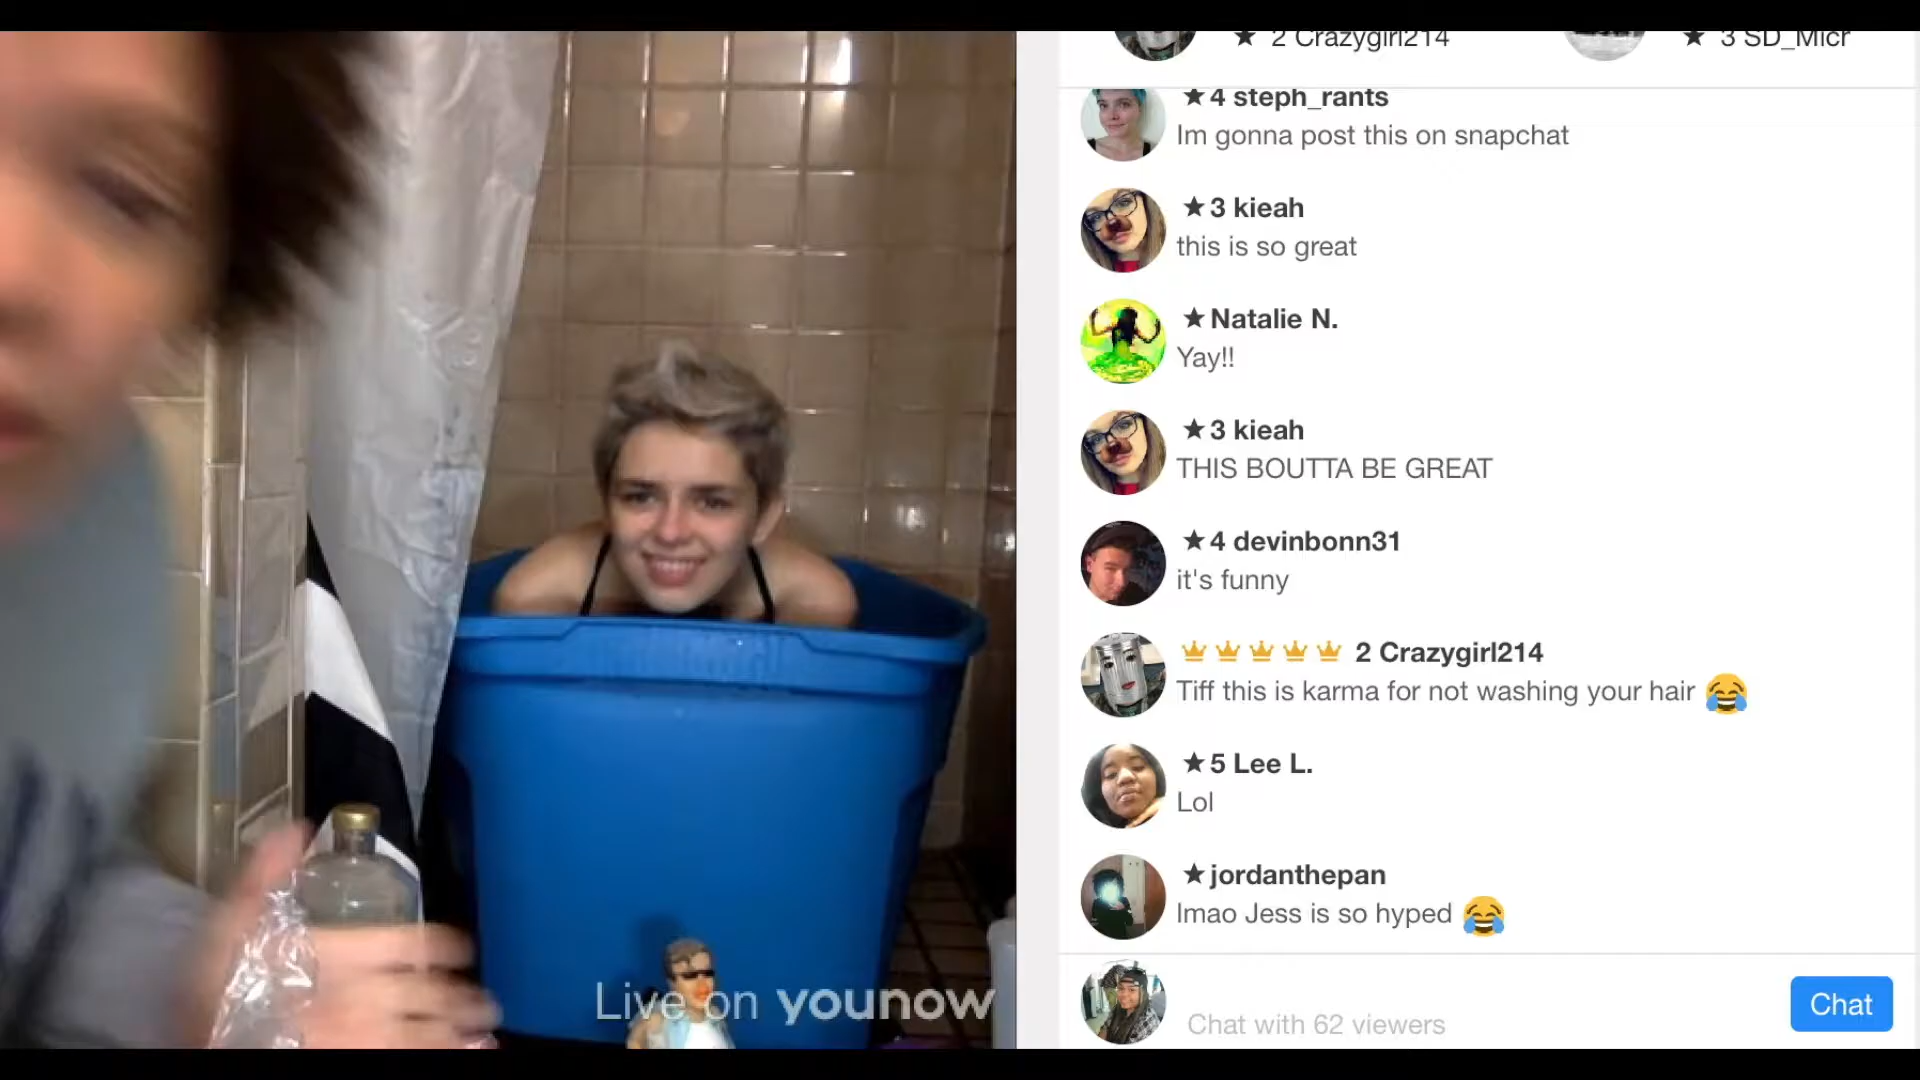 ★ 2 Crazygirl214
★ 3 SD_Micr
★ 4 steph_rants
Im gonna post this on snapchat
★ 3 kieah
this is so great
★ Natalie N.
Yay!!
★ 3 kieah
THIS BOUTTA BE GREAT
★ 4 devinbonn31
it's funny
2 Crazygirl214
Tiff this is karma for not washing your hair 😂
★ 5 Lee L.
Lol
★ jordanthepan
lmao Jess is so hyped 😂
Chat with 62 viewers
Chat
Live on younow